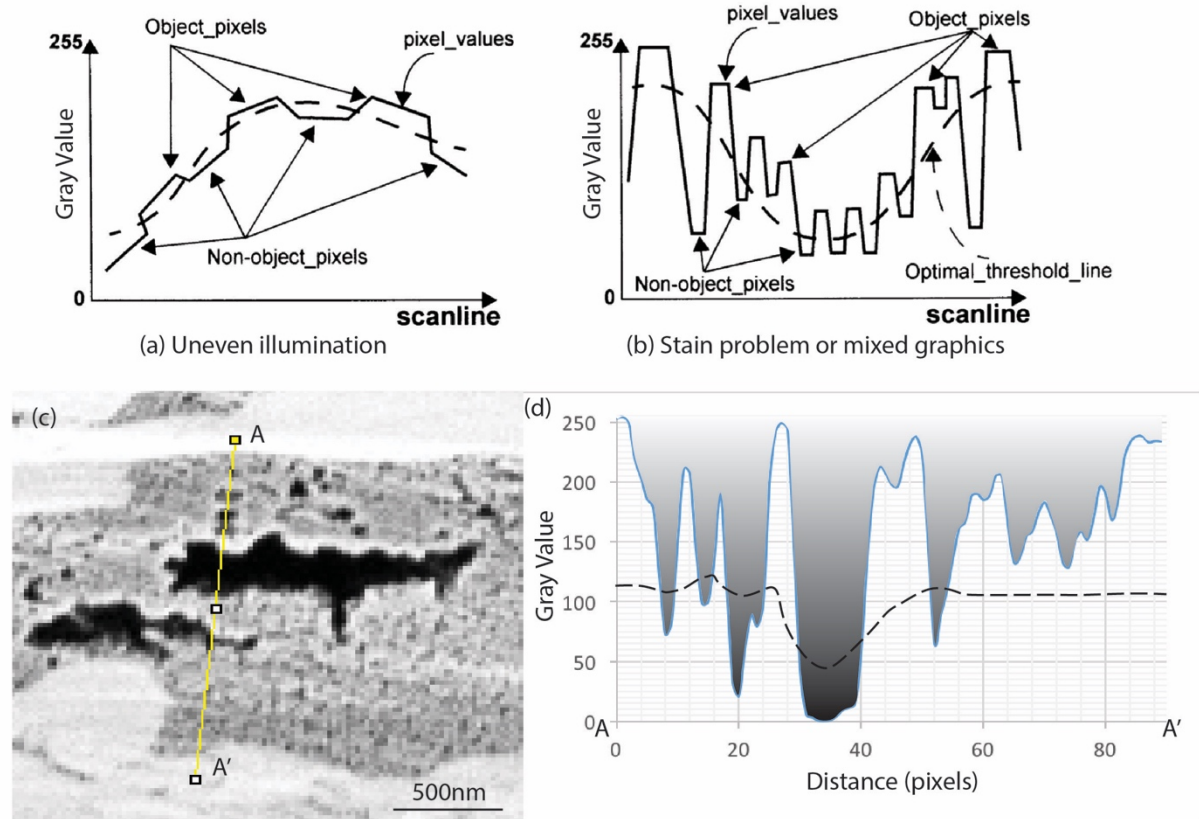 Object_pixels
pixel_values
255
Gray Value
Non-object_pixels
0
scanline
(a) Uneven illumination
pixel_values
Object_pixels
255
Gray Value
Non-object_pixels
Optimal_threshold_line
0
scanline
(b) Stain problem or mixed graphics
(c)
A
A'
500nm
(d)
250
200
150
100
50
0
Gray Value
A
A'
0
20
40
60
80
Distance (pixels)